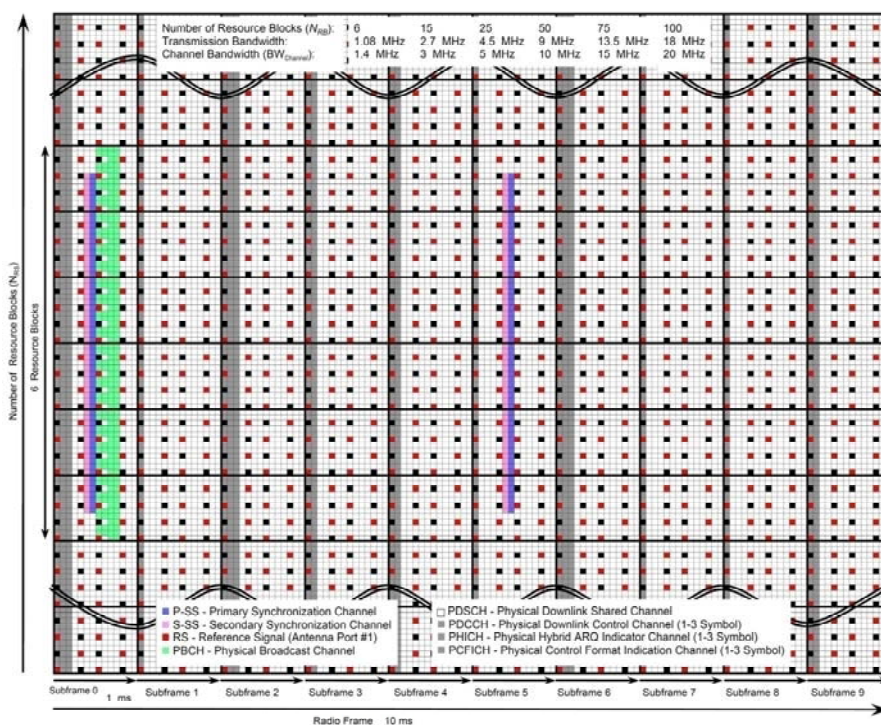 Number of Resource Blocks (NRB): 6 15 25 50 75 100
Transmission Bandwidth: 1.08 MHz 2.7 MHz 4.5 MHz 9 MHz 13.5 MHz 18 MHz
Channel Bandwidth (BWChannel): 1.4 MHz 3 MHz 5 MHz 10 MHz 15 MHz 20 MHz
Number of Resource Blocks (NRB)
6 Resource Blocks
P-SS - Primary Synchronization Channel
S-SS - Secondary Synchronization Channel
RS - Reference Signal (Antenna Port #1)
PBCH - Physical Broadcast Channel
PDSCH - Physical Downlink Shared Channel
PDCCH - Physical Downlink Control Channel (1-3 Symbol)
PHICH - Physical Hybrid ARQ Indicator Channel (1-3 Symbol)
PCFICH - Physical Control Format Indication Channel (1-3 Symbol)
Subframe 0 Subframe 1 Subframe 2 Subframe 3 Subframe 4 Subframe 5 Subframe 6 Subframe 7 Subframe 8 Subframe 9
1 ms
Radio Frame 10 ms